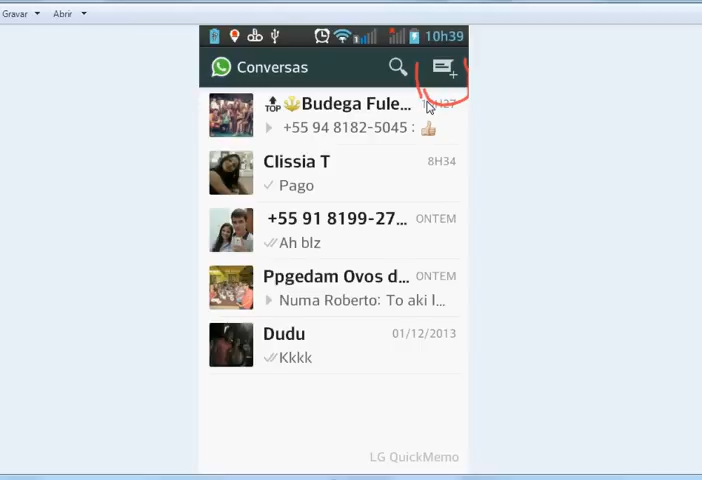 Gravar Abrir
10h39
Conversas
TOP Budega Fule...
+55 94 8182-5045 :
Clissia T 8H34
Pago
+55 91 8199-27... ONTEM
Ah blz
Ppgedam Ovos d... ONTEM
Numa Roberto: To aki l...
Dudu 01/12/2013
Kkkk
LG QuickMemo